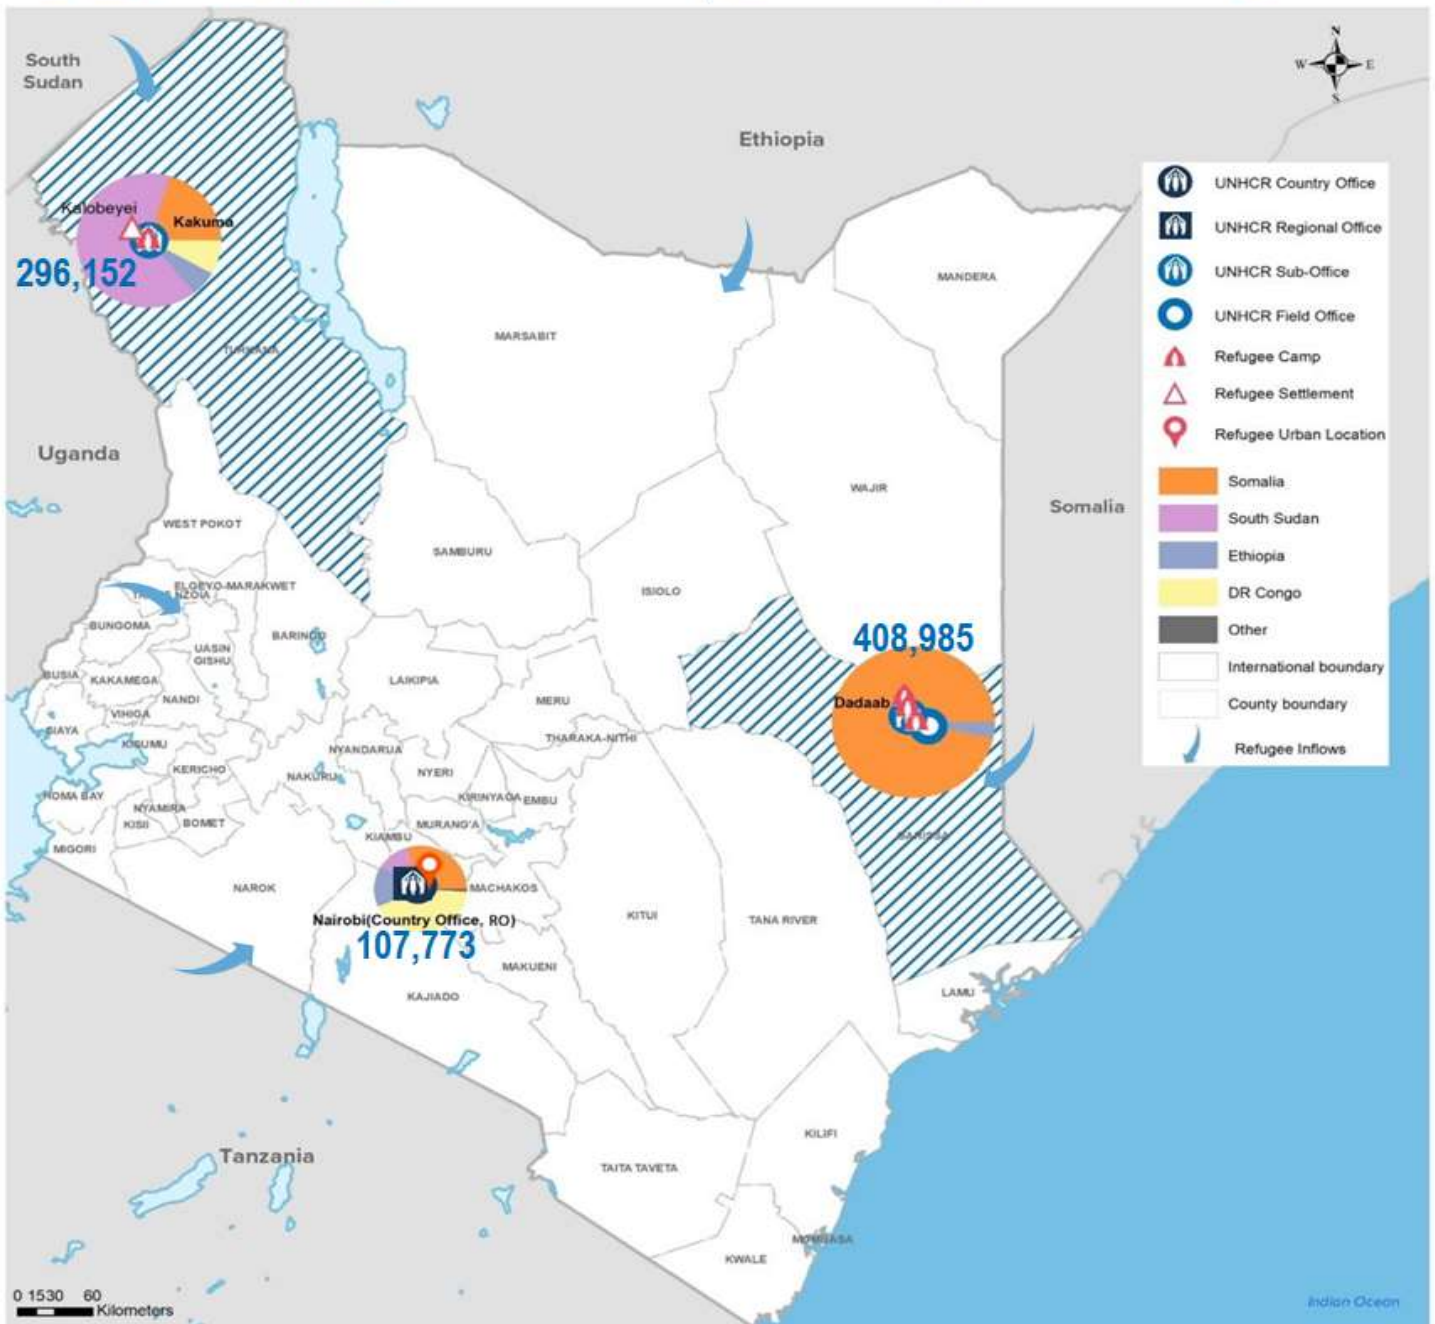 N
W
E
S
South
Sudan
Ethiopia
UNHCR Country Office
UNHCR Regional Office
UNHCR Sub-Office
UNHCR Field Office
Refugee Camp
Refugee Settlement
Refugee Urban Location
Somalia
South Sudan
Ethiopia
DR Congo
Other
International boundary
County boundary
Refugee Inflows
Kalobeyei
Kakuma
296,152
MANDERA
MARSABIT
TURKANA
Uganda
WAJIR
Somalia
WEST POKOT
SAMBURU
ISIOLO
ELGEYO-MARAKWET
NZOIA
BUNGOMA
BARINGO
UASIN
GISHU
408,985
BUSIA
KAKAMEGA
LAIKIPIA
NANDI
MERU
Dadaab
VIHIGA
SIAYA
THARAKA-NITHI
KISUMU
NYANDARUA
KERICHO
NAKURU
NYERI
HOMA BAY
KIRINYAGA
EMBU
NYAMIRA
KISII
BOMET
MURANG'A
KIAMBU
GARISSA
MIGORI
NAROK
MACHAKOS
Nairobi(Country Office, RO)
107,773
KITUI
TANA RIVER
MAKUENI
KAJIADO
LAMU
Tanzania
KILIFI
TAITA TAVETA
MOMBASA
KWALE
0 1530 60
Kilometers
Indian Ocean